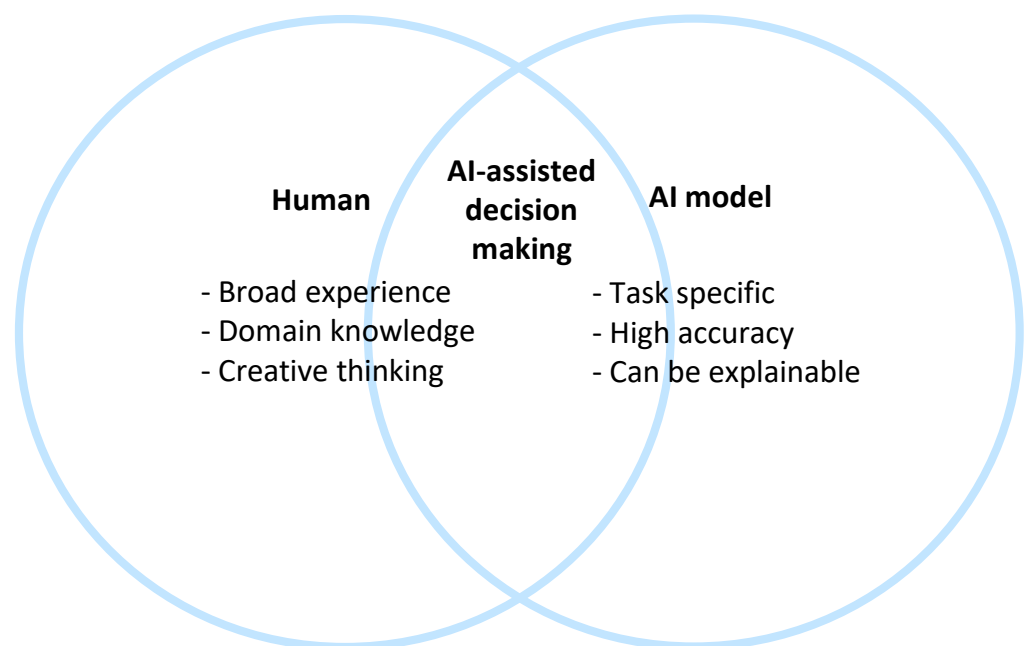 Human
- Broad experience
- Domain knowledge
- Creative thinking
AI-assisted
decision
making
AI model
- Task specific
- High accuracy
- Can be explainable